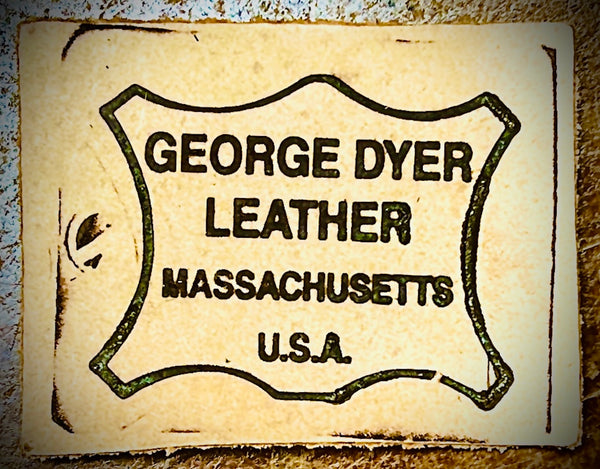 GEORGE DYER
LEATHER
MASSACHUSETTS
U.S.A.